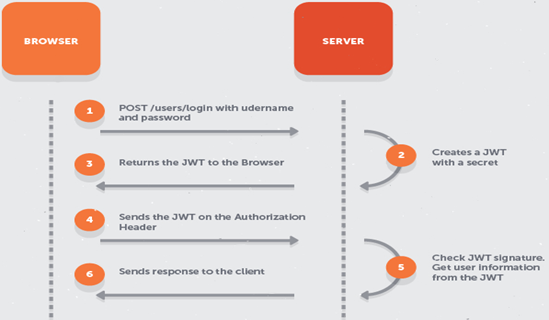 BROWSER
SERVER
1
POST /users/login with udername
and password
2
Creates a JWT
with a secret
3
Returns the JWT to the Browser
4
Sends the JWT on the Authorization
Header
5
Check JWT signature.
Get user information
from the JWT
6
Sends response to the client